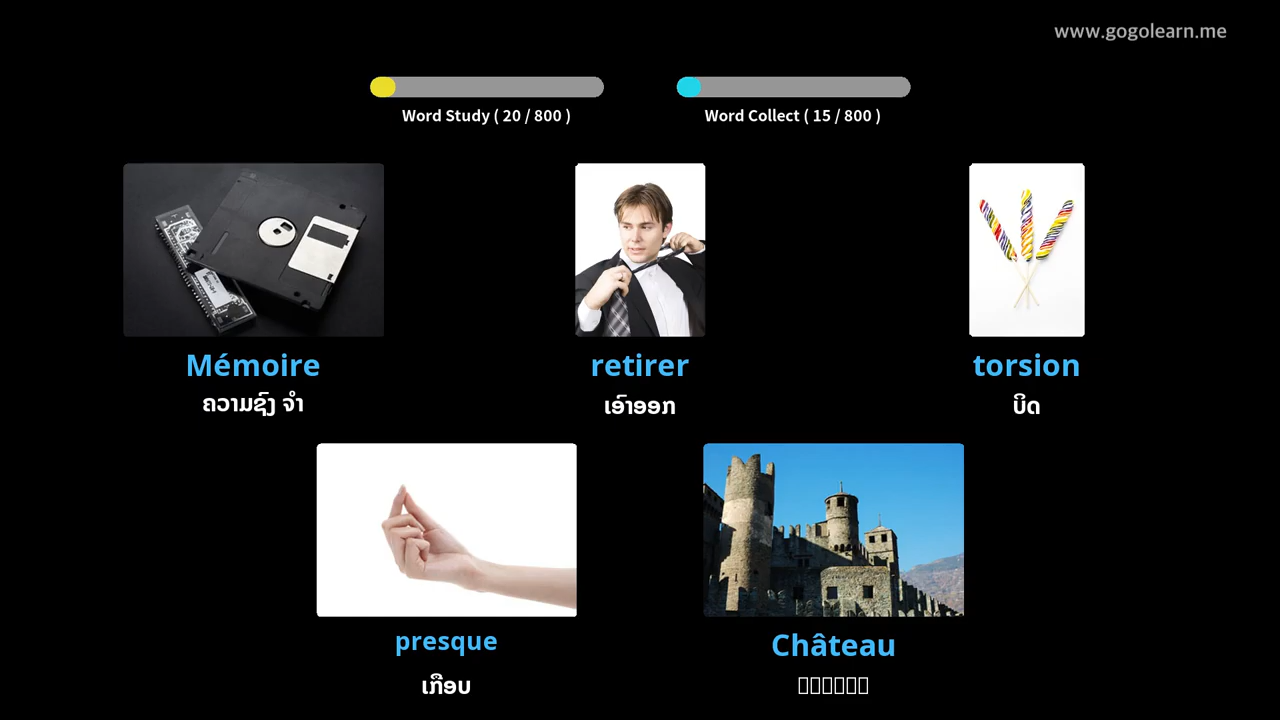 www.gogolearn.me
Word Study ( 20 / 800 )
Word Collect ( 15 / 800 )
Mémoire
ຄວາມຊົງ ຈຳ
retirer
ເອົາອອກ
torsion
ບິດ
presque
ເກືອບ
Château